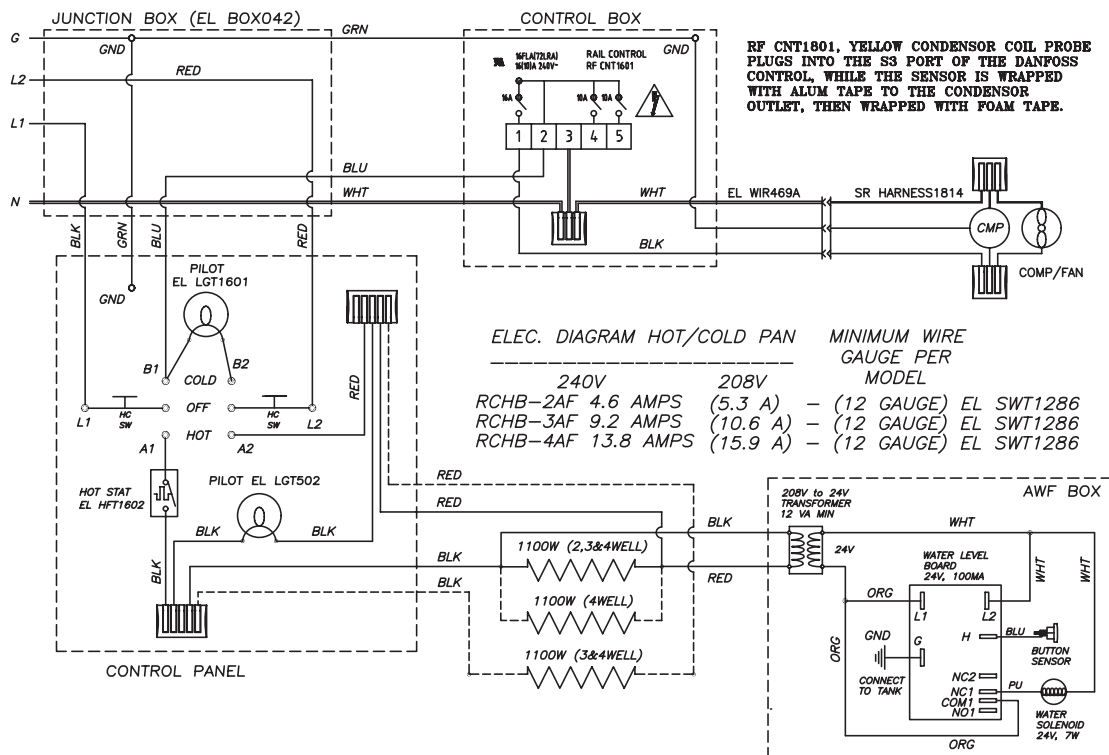 JUNCTION BOX (EL BOX042)
CONTROL BOX
G
GND
GRN
GND
L2
RED
L1
16FLA(72LRA)
16(10)A 240V~
RAIL CONTROL
RF CNT1601
16A
10A
10A
1 2 3 4 5
RF CNT1801, YELLOW CONDENSOR COIL PROBE
PLUGS INTO THE S3 PORT OF THE DANFOSS
CONTROL, WHILE THE SENSOR IS WRAPPED
WITH ALUM TAPE TO THE CONDENSOR
OUTLET, THEN WRAPPED WITH FOAM TAPE.
BLU
N
WHT
WHT
EL WIR469A
SR HARNESS1814
BLK
GRN
BLU
RED
BLK
CMP
COMP/FAN
GND
PILOT
EL LGT1601
B1
B2
COLD
OFF
HOT
L1
HC
SW
HC
SW
L2
A1
A2
RED
ELEC. DIAGRAM HOT/COLD PAN
MINIMUM WIRE
GAUGE PER
MODEL
240V
208V
RCHB-2AF 4.6 AMPS (5.3 A) - (12 GAUGE) EL SWT1286
RCHB-3AF 9.2 AMPS (10.6 A) - (12 GAUGE) EL SWT1286
RCHB-4AF 13.8 AMPS (15.9 A) - (12 GAUGE) EL SWT1286
HOT STAT
EL HFT1602
PILOT EL LGT502
BLK
BLK
BLK
CONTROL PANEL
RED
RED
BLK
BLK
BLK
RED
1100W (2,3&4WELL)
1100W (4WELL)
1100W (3&4WELL)
AWF BOX
208V to 24V
TRANSFORMER
12 VA MIN
24V
WHT
WHT
WHT
WATER LEVEL
BOARD
24V, 100MA
ORG
L1
L2
ORG
GND
G
CONNECT
TO TANK
H
BLU
BUTTON
SENSOR
NC2
NC1
PU
COM1
NO1
WATER
SOLENOID
24V, 7W
ORG